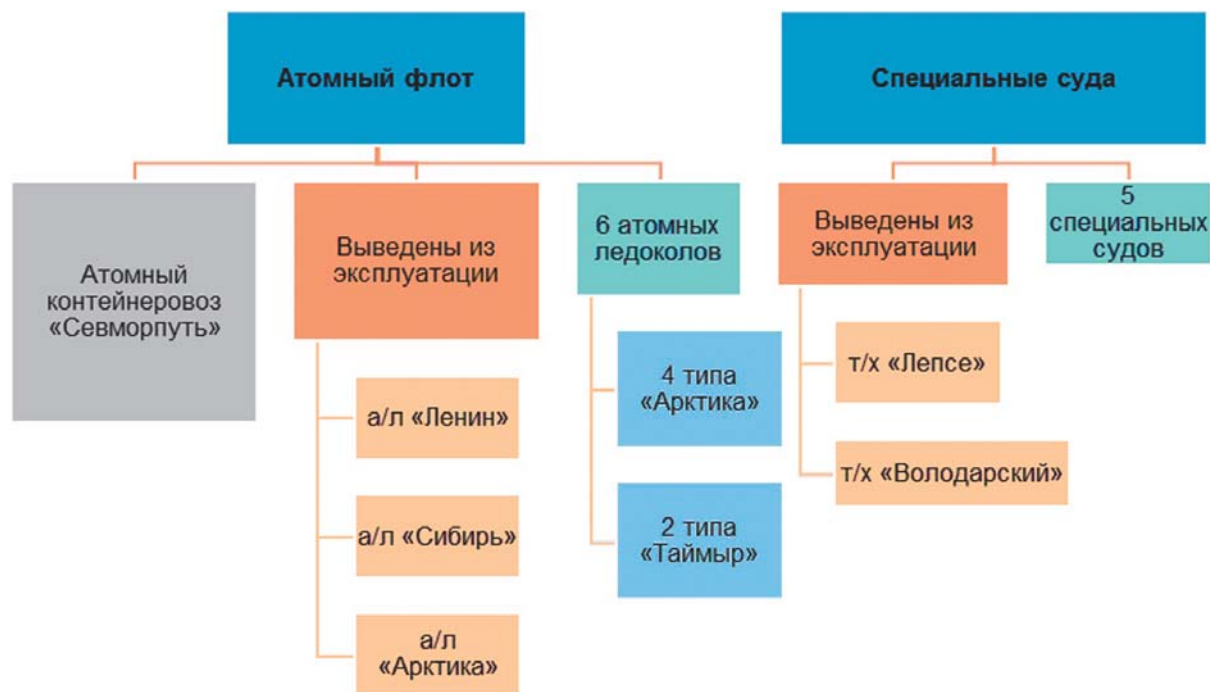 Атомный флот
Специальные суда
Атомный
контейнеровоз
«Севморпуть»
Выведены из
эксплуатации
6 атомных
ледоколов
Выведены из
эксплуатации
5
специальных
судов
а/л «Ленин»
а/л «Сибирь»
а/л
«Арктика»
4 типа
«Арктика»
2 типа
«Таймыр»
т/х «Лепсе»
т/х «Володарский»